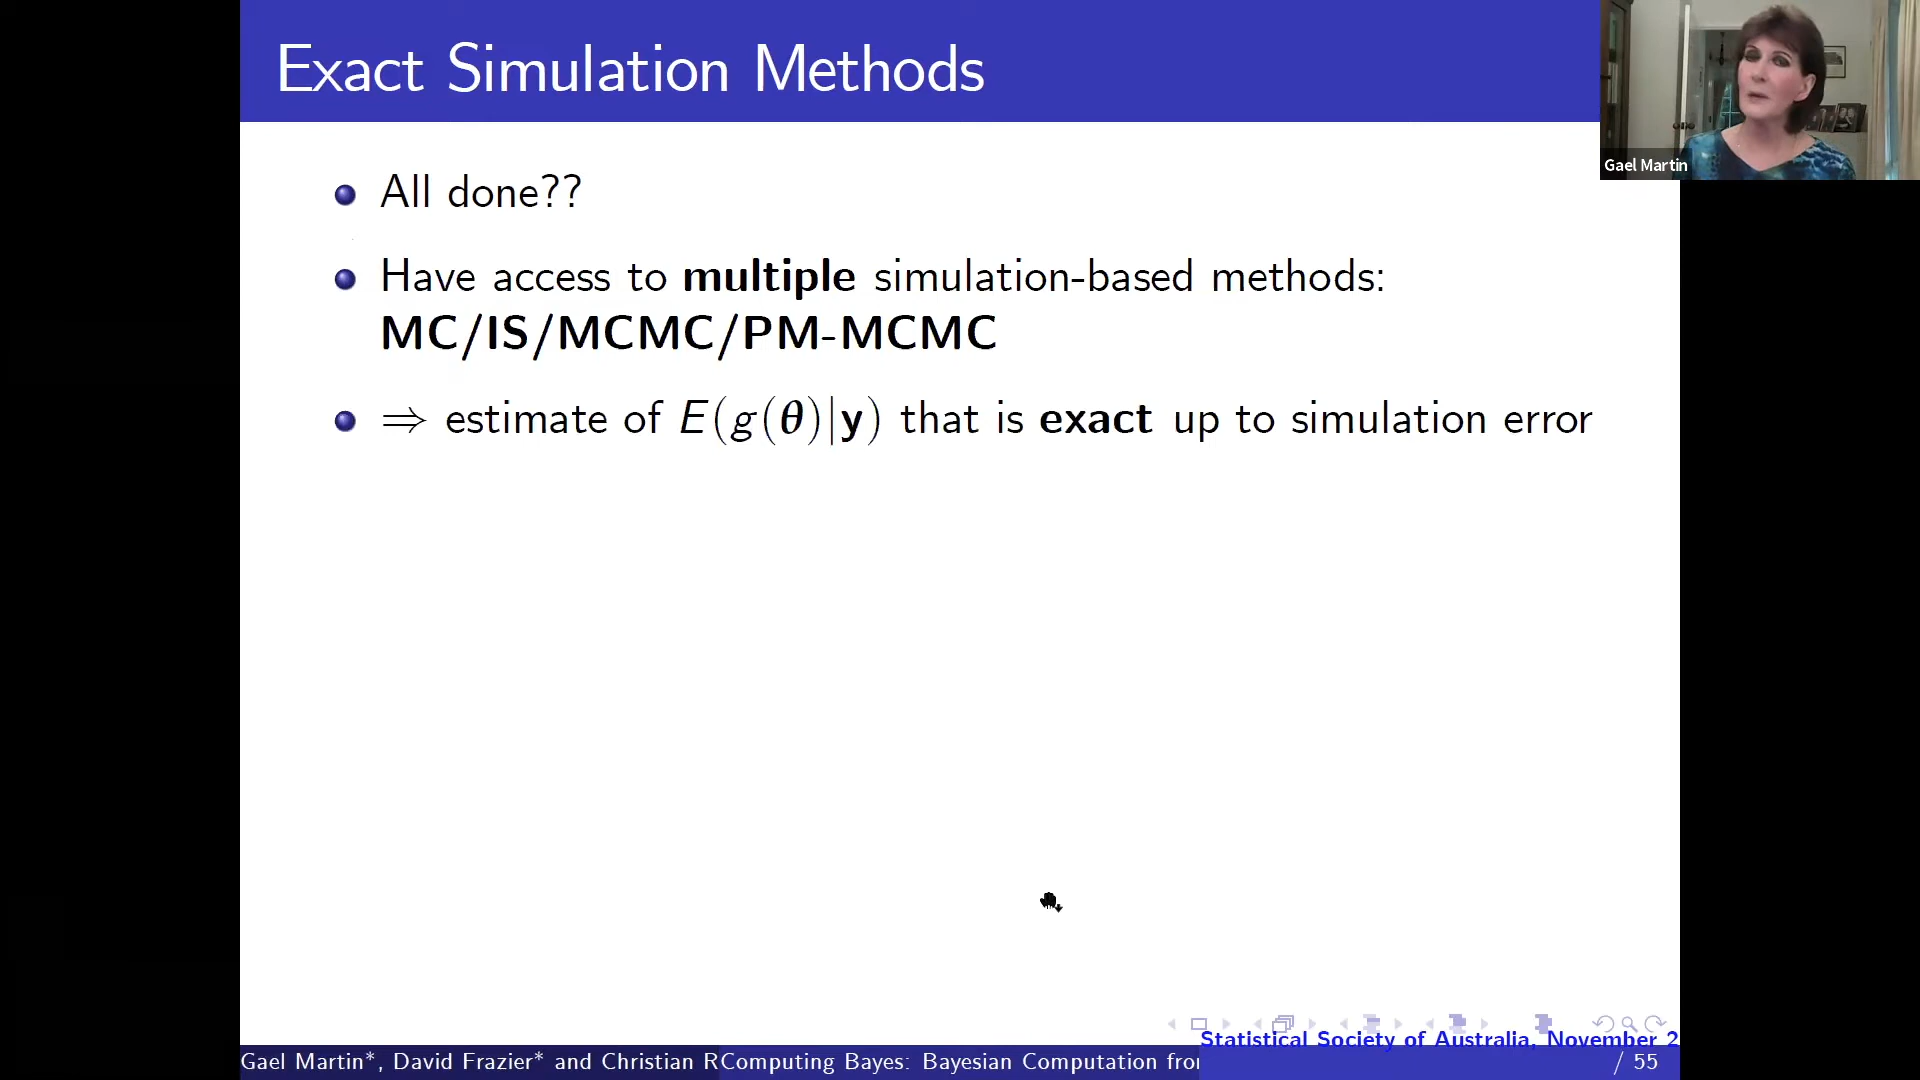 Exact Simulation Methods
Gael Martin
All done??
Have access to multiple simulation-based methods:
MC/IS/MCMC/PM-MCMC
⇒ estimate of E(g(θ)|y) that is exact up to simulation error
Statistical Society of Australia, November 2
Gael Martin*, David Frazier* and Christian RComputing Bayes: Bayesian Computation from
/ 55